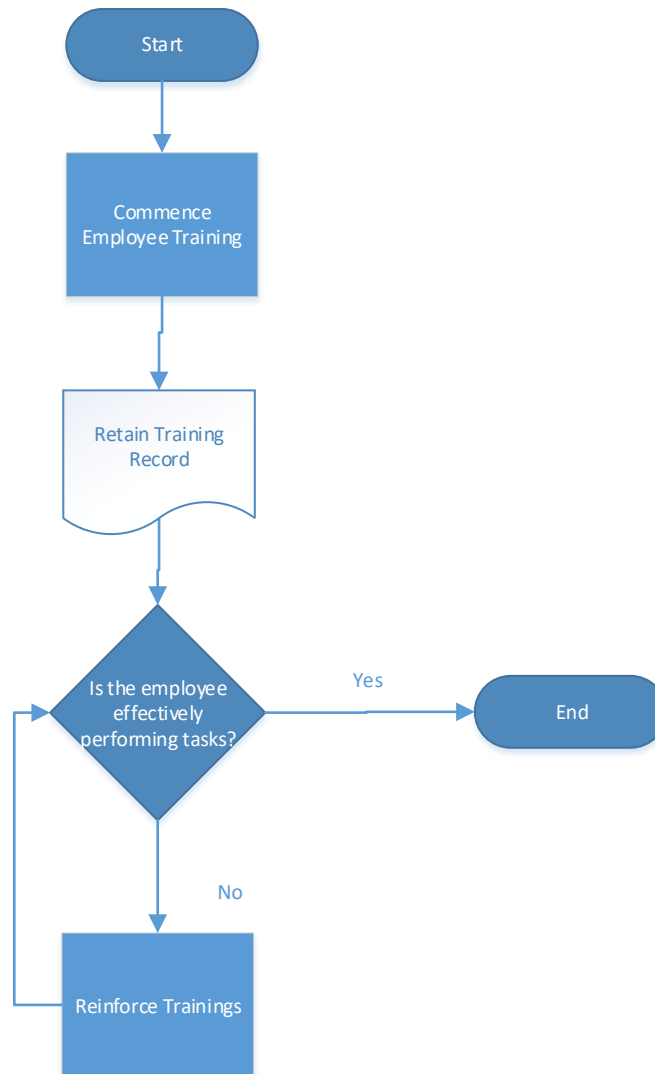 Start
Commence
Employee Training
Retain Training
Record
Is the employee
effectively
performing tasks?
Yes
End
No
Reinforce Trainings